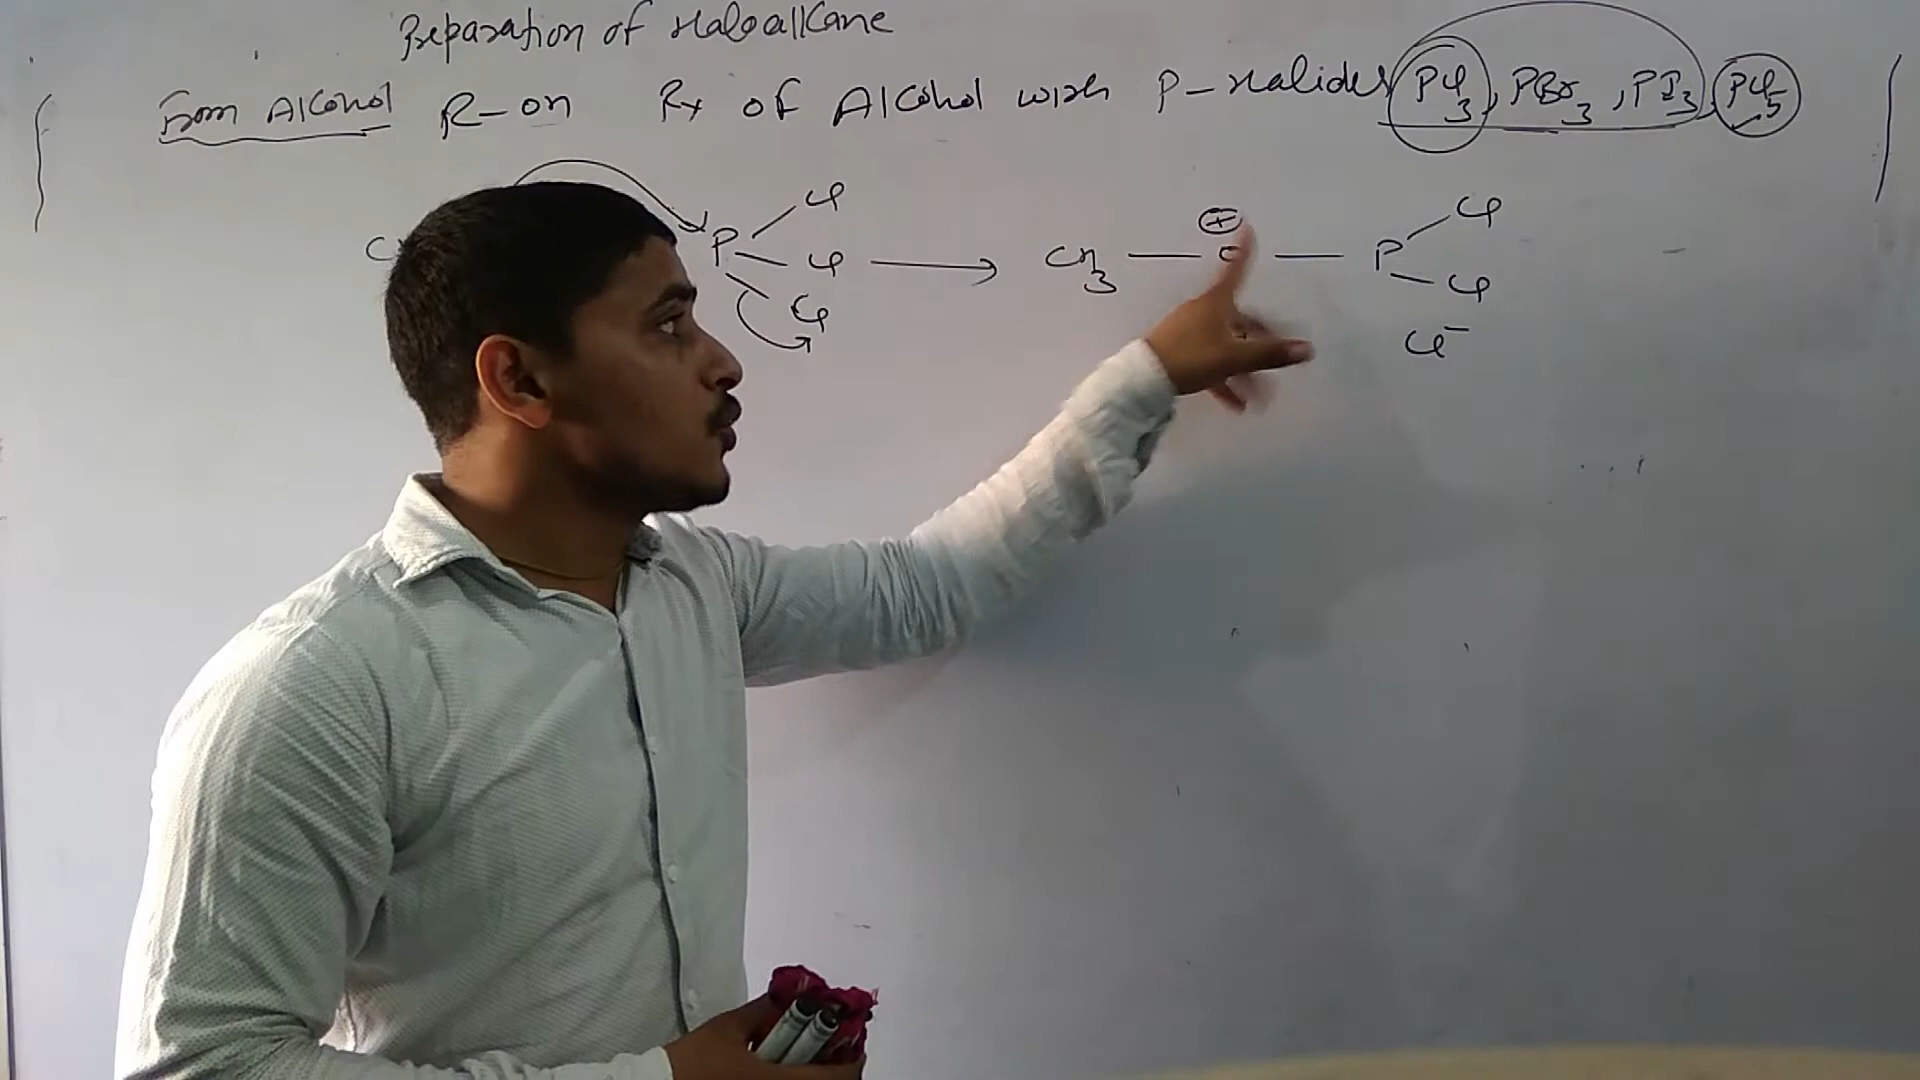 Preparation of Haloalkane
From Alcohol R-OH Rx of Alcohol with P-Halides PCl3, PBr3, PI3, PCl5
Cl Cl
C P Cl → CH3 — O — P Cl
⊕
Cl Cl⁻